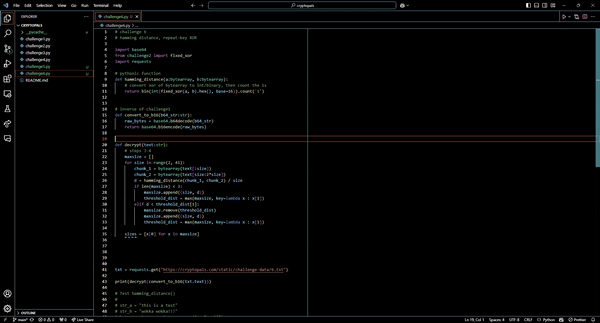 File Edit Selection View Go Run Terminal Help
cryptopals
EXPLORER
CRYPTOPALS
__pycache__
challenge1.py
challenge2.py
challenge3.py
challenge4.py
challenge5.py
challenge6.py
README.md
OUTLINE
TIMELINE
challenge6.py U
challenge6.py > ...
1 # challenge 6
2 # hamming distance, repeat-key XOR
3
4 import base64
5 from challenge2 import fixed_xor
6 import requests
7
8 # pythonic function
9 def hamming_distance(a:bytearray, b:bytearray):
10 # convert xor of bytearray to int/binary, then count the 1s
11 return bin(int(fixed_xor(a, b).hex(), base=16)).count('1')
12
13
14 # inverse of challenge1
15 def convert_to_b16(b64_str:str):
16 raw_bytes = base64.b64decode(b64_str)
17 return base64.b16encode(raw_bytes)
18
19
20 def decrypt(text:str):
21 # steps 1-4
22 maxsize = []
23 for size in range(2, 41):
24 chunk_1 = bytearray(text[:size])
25 chunk_2 = bytearray(text[size:2*size])
26 d = hamming_distance(chunk_1, chunk_2) / size
27 if len(maxsize) < 3:
28 maxsize.append((size, d))
29 threshold_dist = max(maxsize, key=lambda x : x[1])
30 elif d < threshold_dist[1]:
31 maxsize.remove(threshold_dist)
32 maxsize.append((size, d))
33 threshold_dist = max(maxsize, key=lambda x : x[1])
34
35 sizes = [x[0] for x in maxsize]
36
37
38
39
40
41 txt = requests.get("https://cryptopals.com/static/challenge-data/6.txt")
42
43 print(decrypt(convert_to_b16(txt.text)))
44
45 # Test hamming_distance()
46 #
47 # str_a = "this is a test"
48 # str_b = "wokka wokka!!!"
main*
Live Share
Ln 19, Col 1 Spaces: 4 UTF-8 CRLF Python Prettier